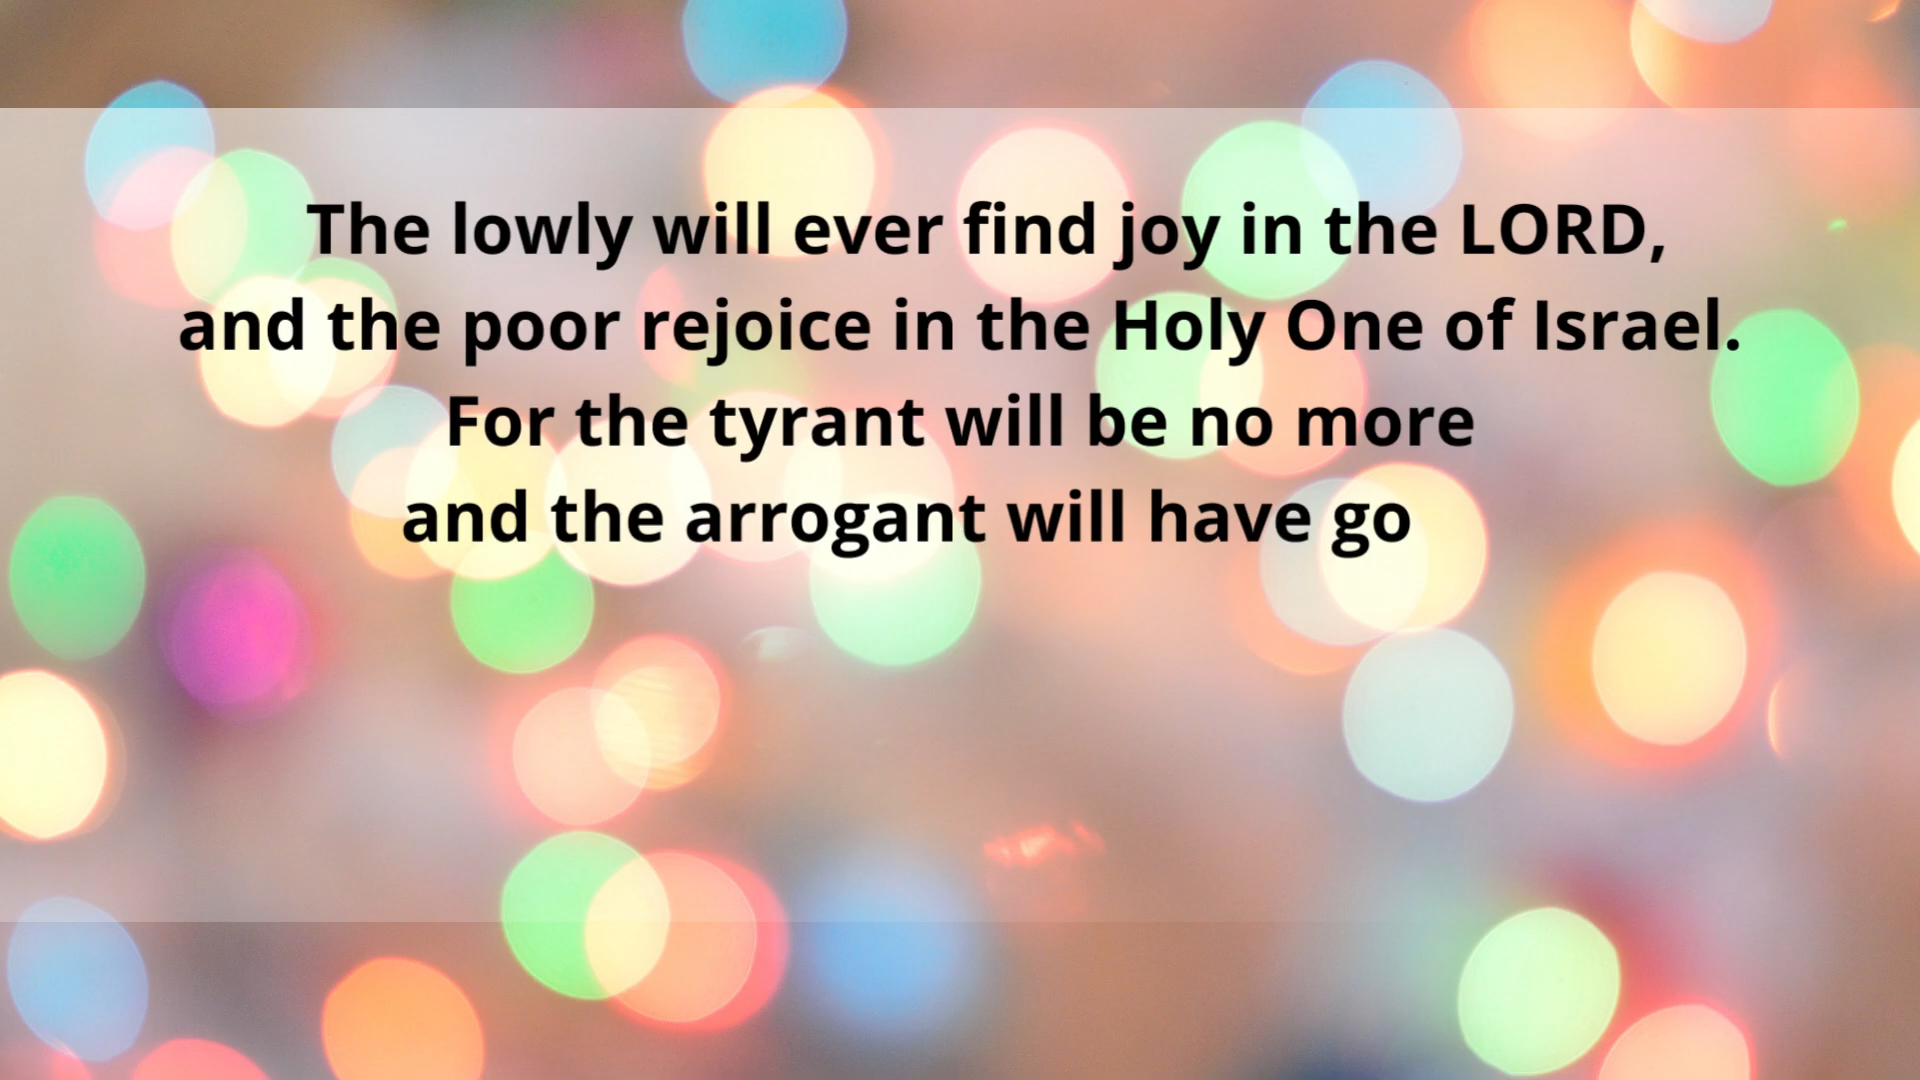 The lowly will ever find joy in the LORD,
and the poor rejoice in the Holy One of Israel.
For the tyrant will be no more
and the arrogant will have go